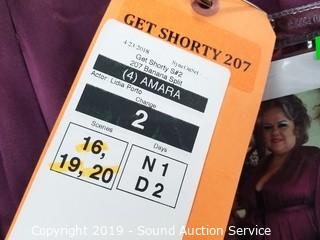 GET SHORTY 207
4-23-2018
Get Shorty S#2
207 Banana Split
(4) AMARA
Actor: Lidia Porto
Change
2
Scenes
16,
19, 20
Days
N 1
D 2
Copyright 2019 - Sound Auction Service